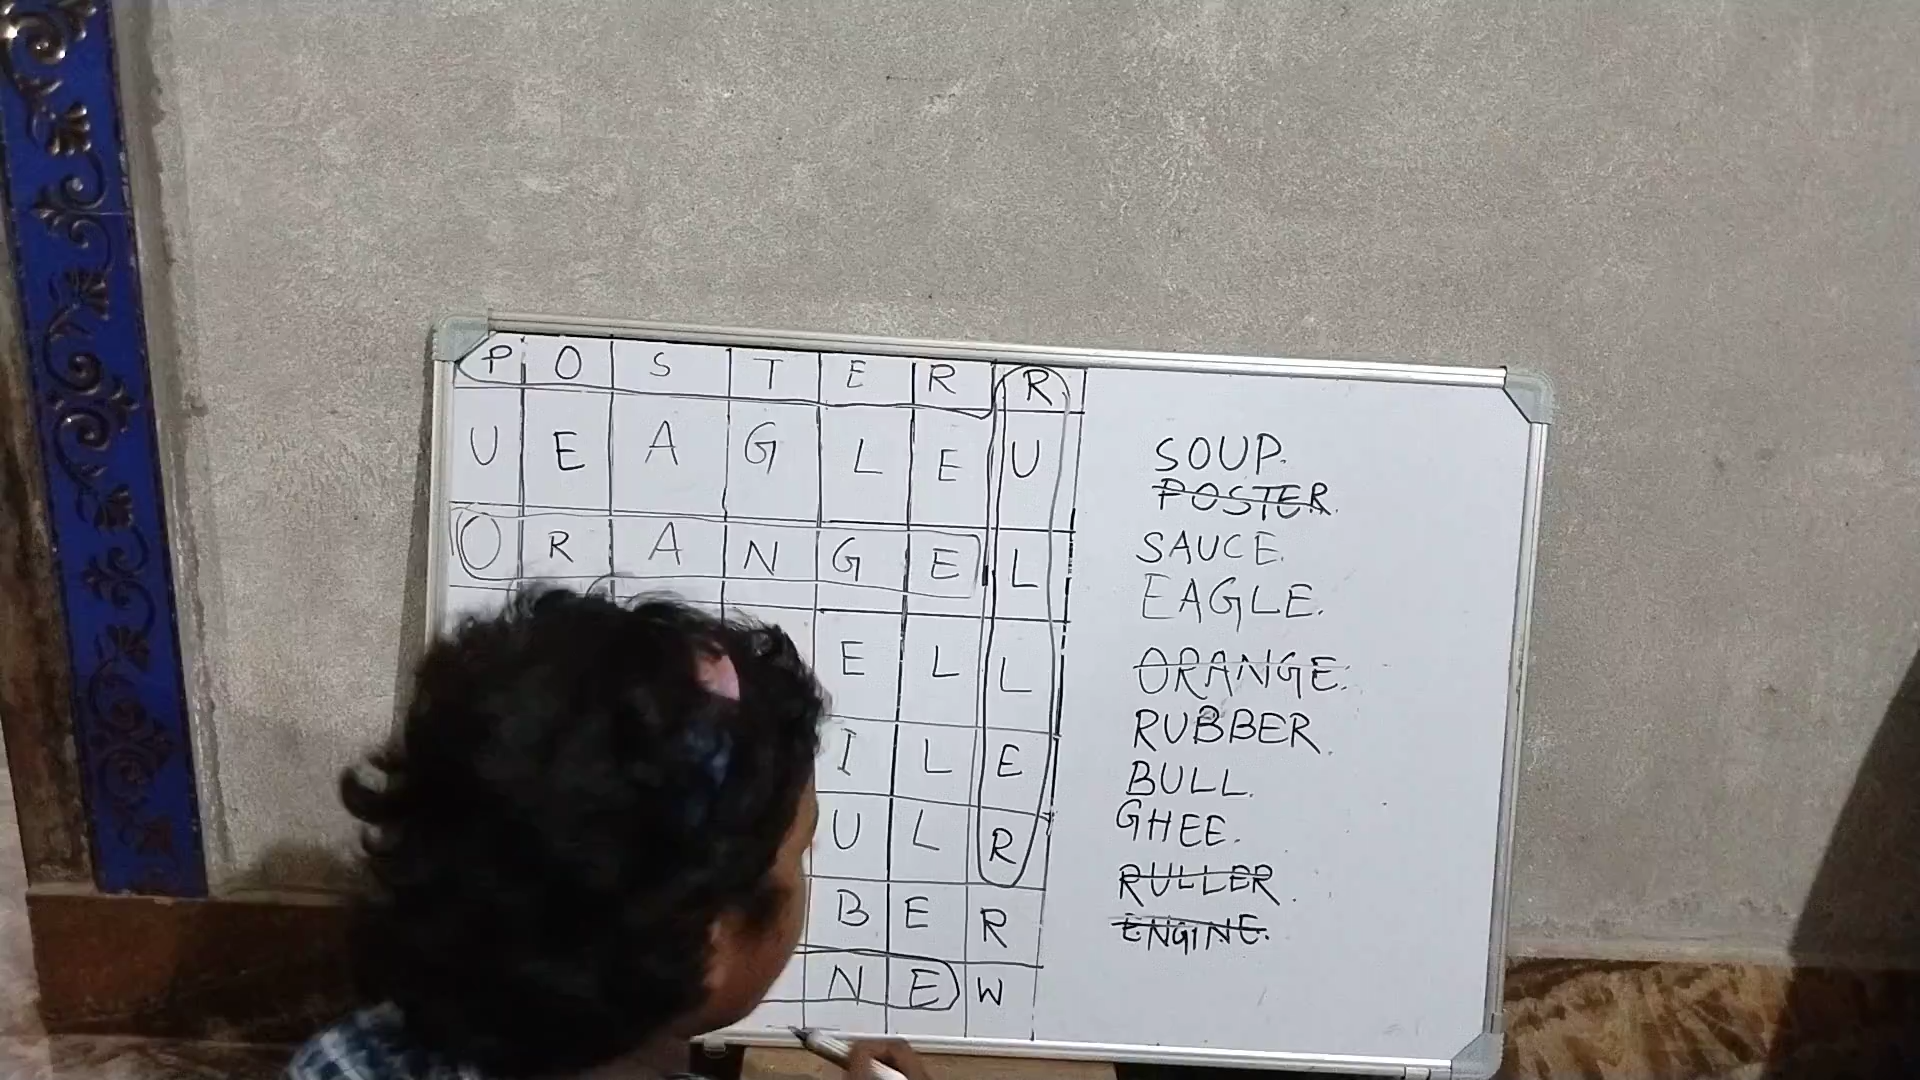 P O S T E R R
U E A G L E U
O R A N G E L
E L L
I L E
U L R
B E R
N E W
SOUP.
POSTER.
SAUCE.
EAGLE.
ORANGE.
RUBBER.
BULL.
GHEE.
RULLER.
ENGINE.